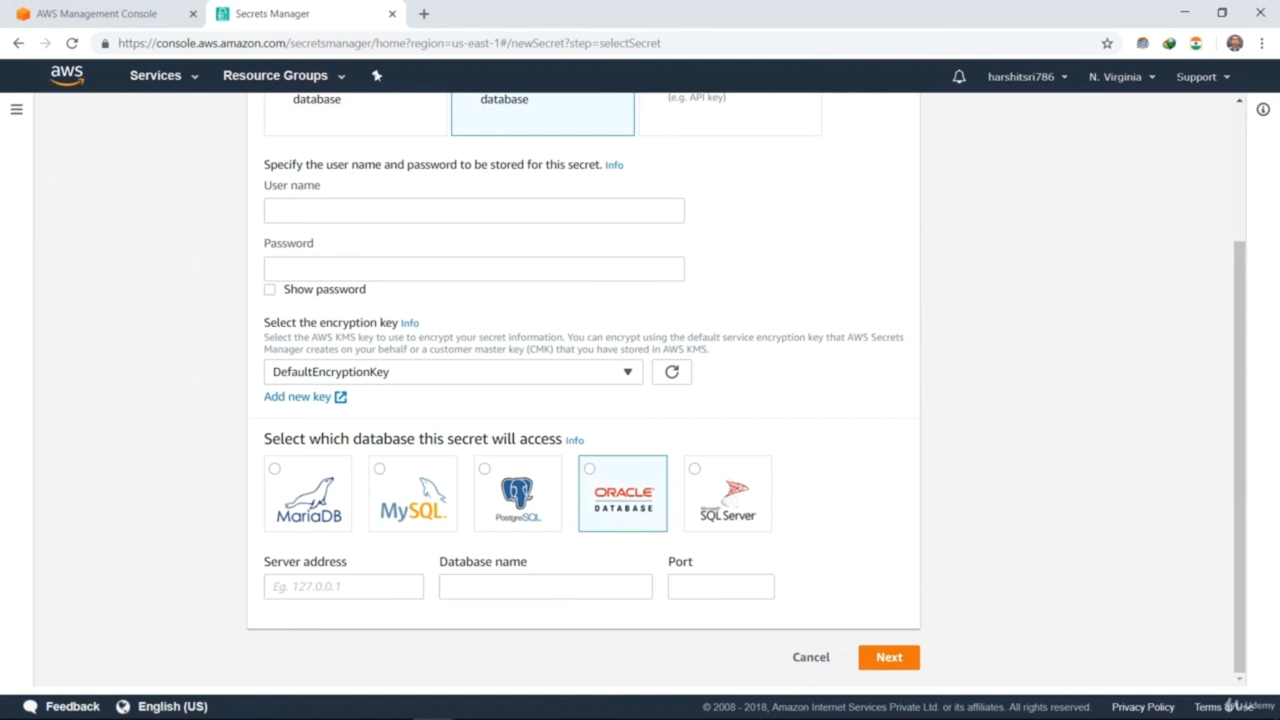 AWS Management Console
Secrets Manager
https://console.aws.amazon.com/secretsmanager/home?region=us-east-1#/newSecret?step=selectSecret
aws
Services
Resource Groups
harshitsri786
N. Virginia
Support
database
database
(e.g. API key)
Specify the user name and password to be stored for this secret. Info
User name
Password
Show password
Select the encryption key Info
Select the AWS KMS key to use to encrypt your secret information. You can encrypt using the default service encryption key that AWS Secrets
Manager creates on your behalf or a customer master key (CMK) that you have stored in AWS KMS.
DefaultEncryptionKey
Add new key
Select which database this secret will access Info
MariaDB
MySQL
PostgreSQL
ORACLE
DATABASE
Microsoft
SQL Server
Server address
Database name
Port
Eg. 127.0.0.1
Cancel
Next
Feedback
English (US)
© 2008 - 2018, Amazon Internet Services Private Ltd. or its affiliates. All rights reserved.
Privacy Policy
Terms of Use
Udemy